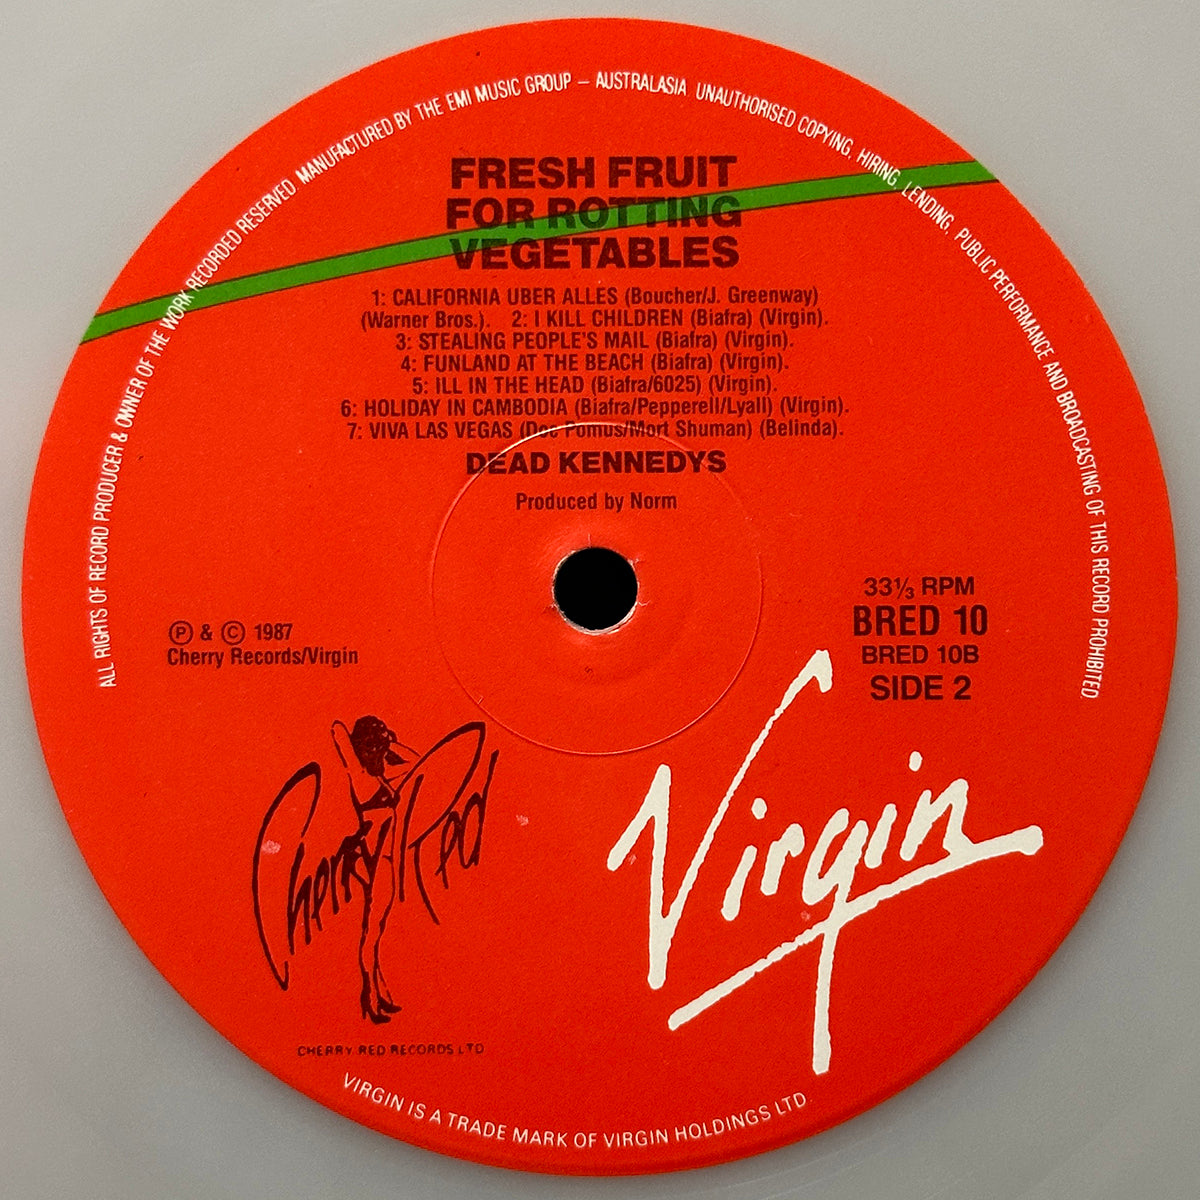 ALL RIGHTS OF RECORD PRODUCER & OWNER OF THE WORK RECORDED RESERVED MANUFACTURED BY THE EMI MUSIC GROUP – AUSTRALASIA UNAUTHORISED COPYING, HIRING, LENDING, PUBLIC PERFORMANCE AND BROADCASTING OF THIS RECORD PROHIBITED
FRESH FRUIT
FOR ROTTING
VEGETABLES
1: CALIFORNIA UBER ALLES (Boucher/J. Greenway)
(Warner Bros.). 2: I KILL CHILDREN (Biafra) (Virgin).
3: STEALING PEOPLE'S MAIL (Biafra) (Virgin).
4: FUNLAND AT THE BEACH (Biafra) (Virgin).
5: ILL IN THE HEAD (Biafra/6025) (Virgin).
6: HOLIDAY IN CAMBODIA (Biafra/Pepperell/Lyall) (Virgin).
7: VIVA LAS VEGAS (Doc Pomus/Mort Shuman) (Belinda).
DEAD KENNEDYS
Produced by Norm
33⅓ RPM
BRED 10
BRED 10B
SIDE 2
Ⓟ & © 1987
Cherry Records/Virgin
Cherry Red
CHERRY RED RECORDS LTD
Virgin
VIRGIN IS A TRADE MARK OF VIRGIN HOLDINGS LTD.